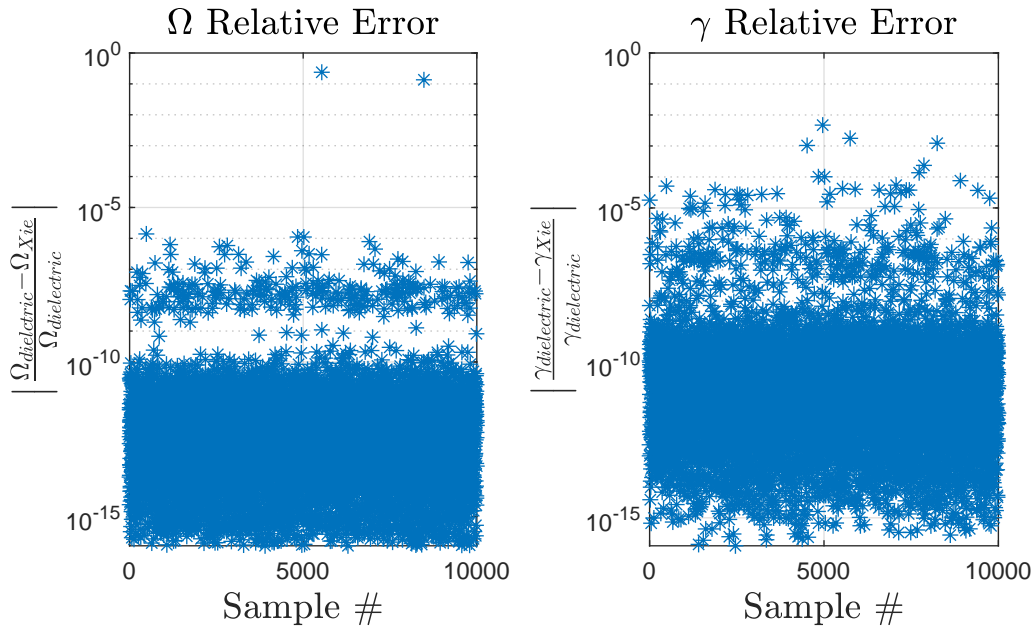 Ω Relative Error
10^0
10^-5
10^-10
10^-15
|Ω_dieletric−Ω_Xie / Ω_dielectric|
0 5000 10000
Sample #
γ Relative Error
10^0
10^-5
10^-10
10^-15
|γ_dielectric−γ_Xie / γ_dielectric|
0 5000 10000
Sample #